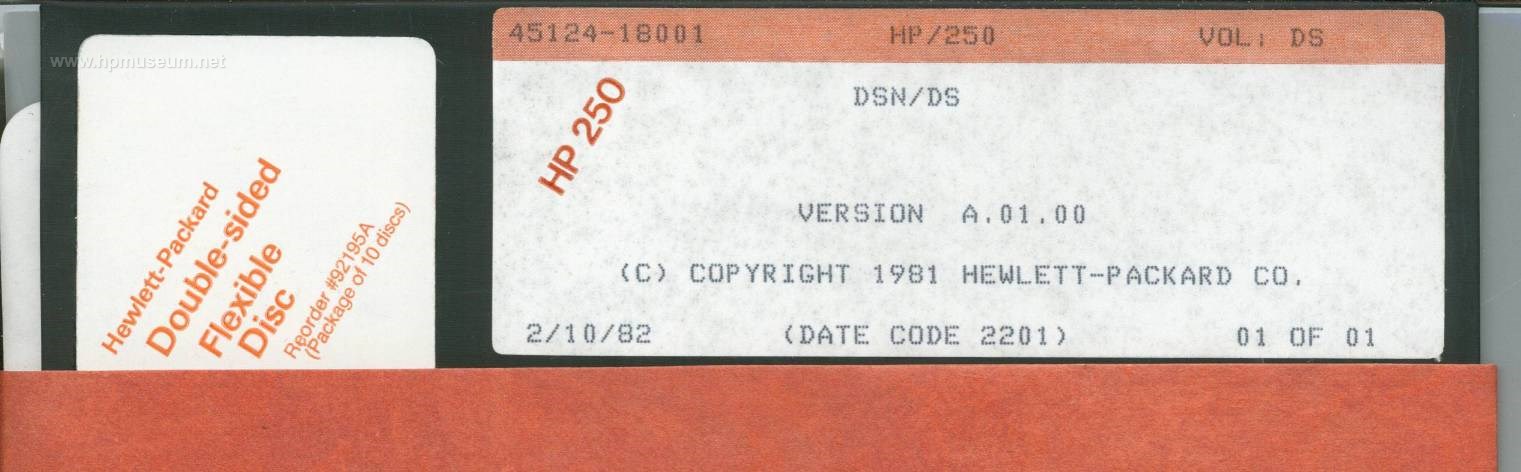 www.hpmuseum.net
Hewlett-Packard
Double-sided
Flexible
Disc
Reorder #92195A
(Package of 10 discs)
45124-18001 HP/250 VOL: DS
HP 250
DSN/DS
VERSION A.01.00
(C) COPYRIGHT 1981 HEWLETT-PACKARD CO.
2/10/82 (DATE CODE 2201) 01 OF 01